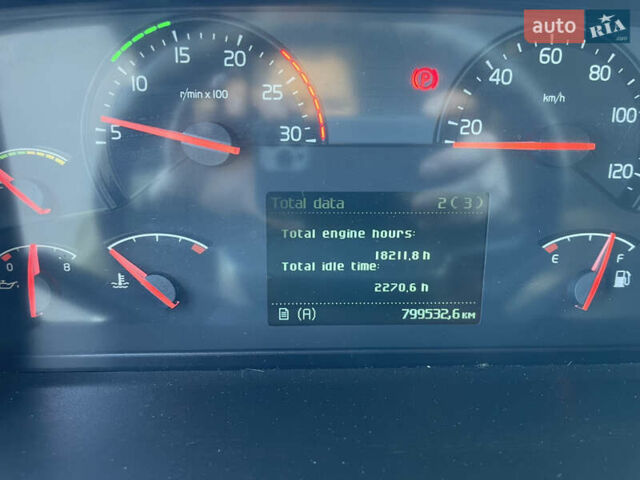 auto RIA.com
5 10 15 20 25 30
r/min x 100
P
20 40 60 80 100 120
km/h
Total data 2(3)
Total engine hours:
18211,8 h
Total idle time:
2270,6 h
(A) 799532,6 KM
0 8
E F